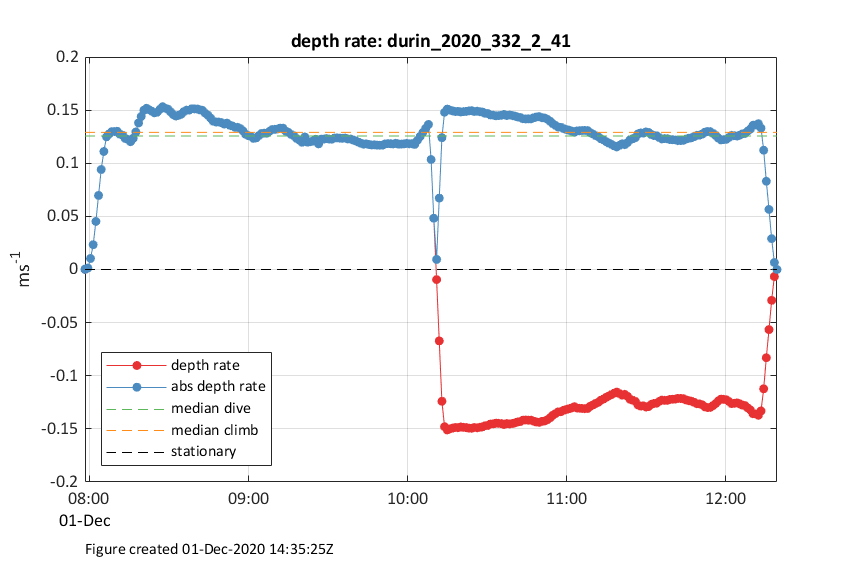 depth rate: durin_2020_332_2_41
0.2
0.15
0.1
0.05
0
-0.05
-0.1
-0.15
-0.2
ms-1
depth rate
abs depth rate
median dive
median climb
stationary
08:00 09:00 10:00 11:00 12:00
01-Dec
Figure created 01-Dec-2020 14:35:25Z